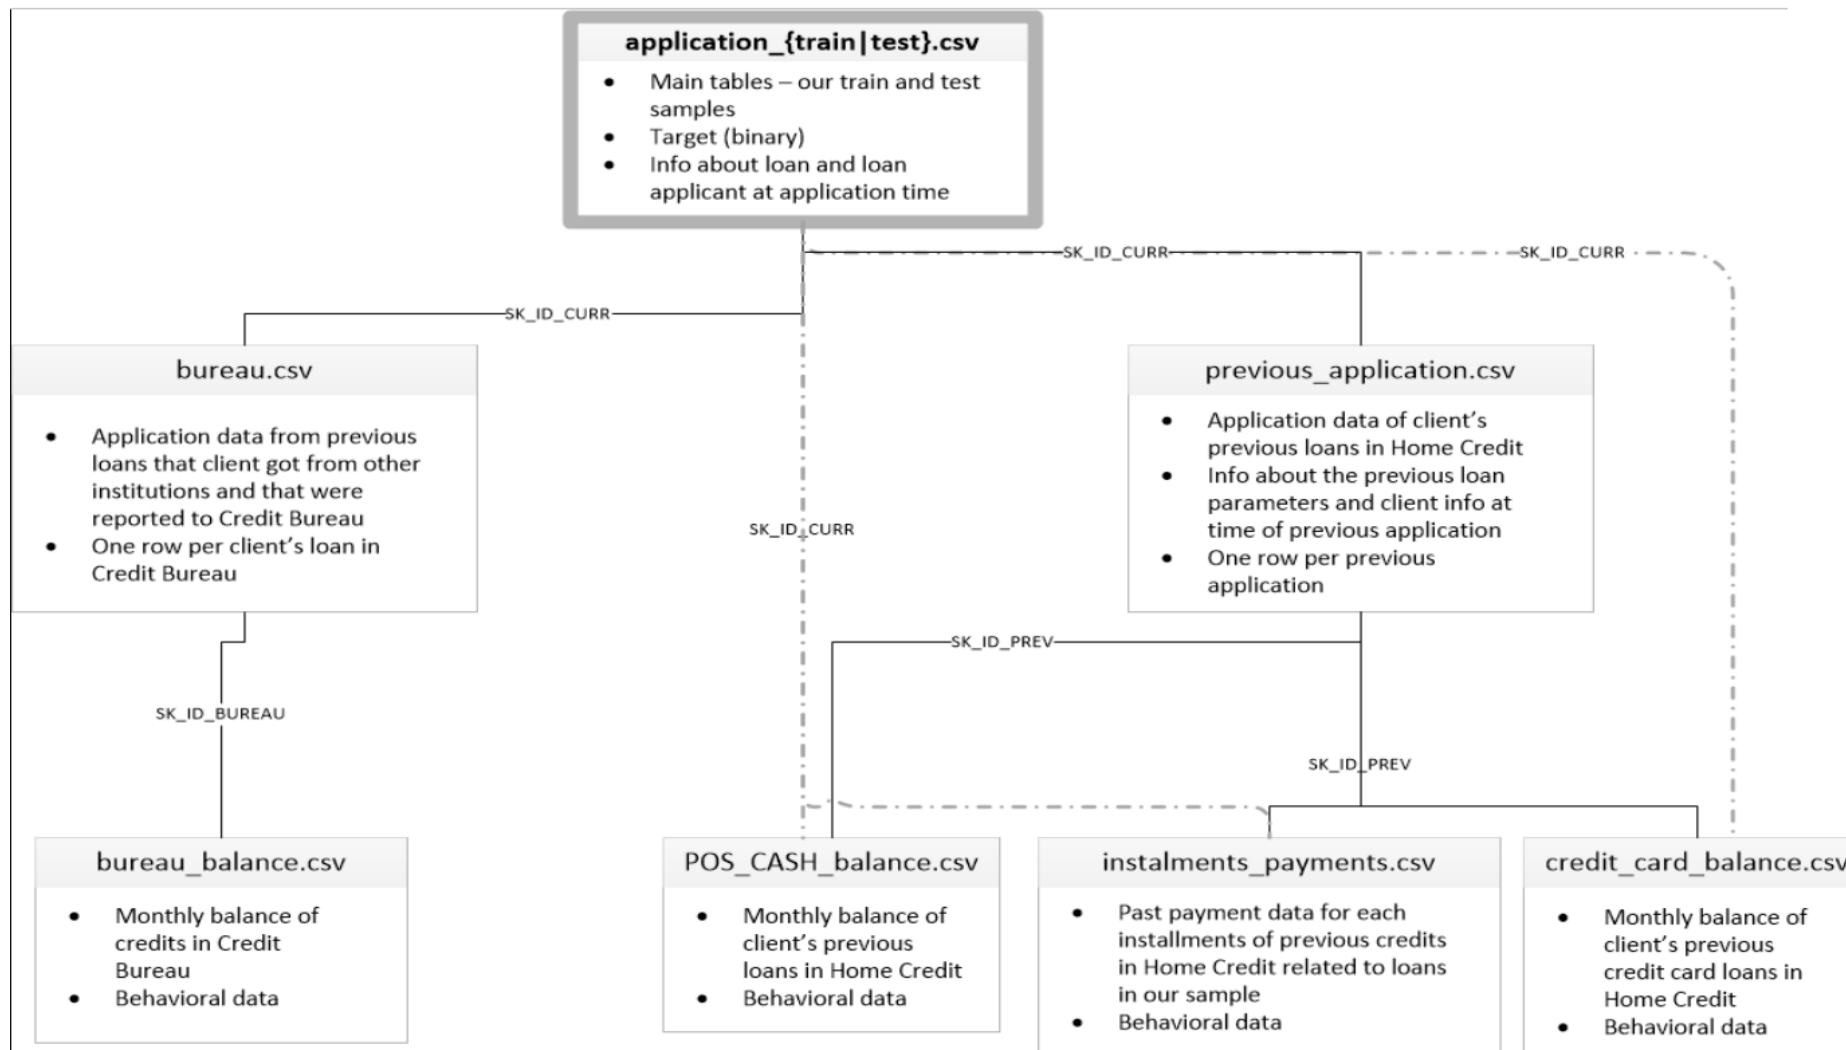 application_{train|test}.csv
• Main tables – our train and test
samples
• Target (binary)
• Info about loan and loan
applicant at application time
SK_ID_CURR
SK_ID_CURR
SK_ID_CURR
bureau.csv
• Application data from previous
loans that client got from other
institutions and that were
reported to Credit Bureau
• One row per client's loan in
Credit Bureau
previous_application.csv
• Application data of client's
previous loans in Home Credit
• Info about the previous loan
parameters and client info at
time of previous application
• One row per previous
application
SK_ID_CURR
SK_ID_PREV
SK_ID_BUREAU
SK_ID_PREV
bureau_balance.csv
• Monthly balance of
credits in Credit
Bureau
• Behavioral data
POS_CASH_balance.csv
• Monthly balance of
client's previous
loans in Home Credit
• Behavioral data
instalments_payments.csv
• Past payment data for each
installments of previous credits
in Home Credit related to loans
in our sample
• Behavioral data
credit_card_balance.csv
• Monthly balance of
client's previous
credit card loans in
Home Credit
• Behavioral data